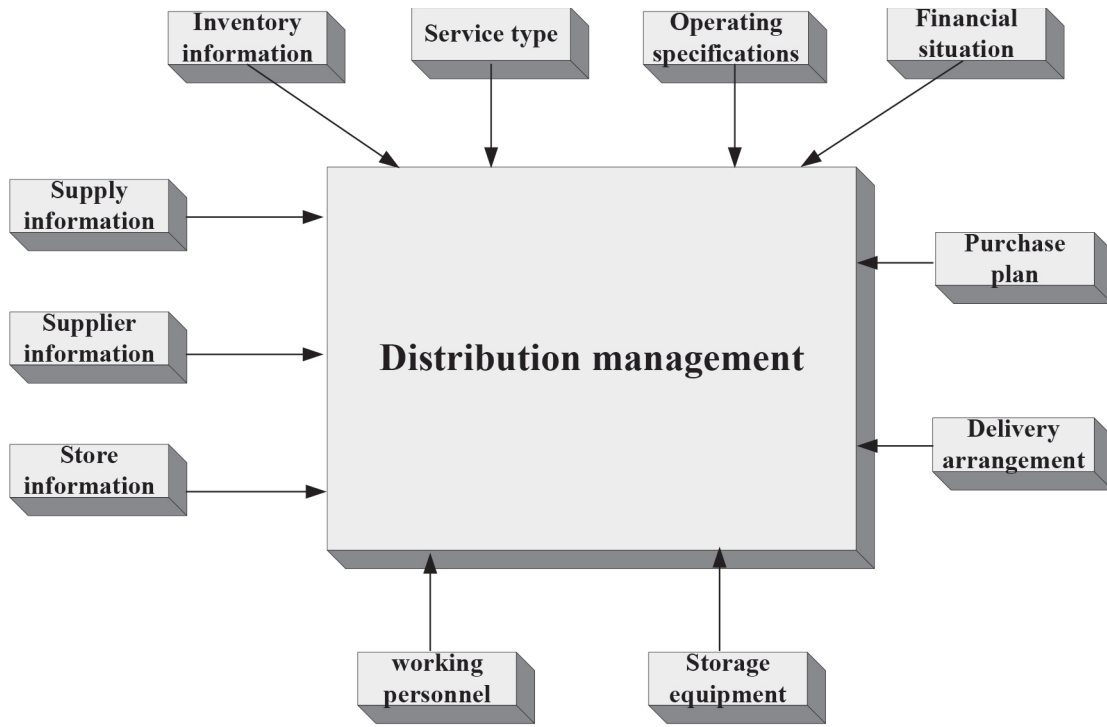 Inventory
information
Service type
Operating
specifications
Financial
situation
Supply
information
Purchase
plan
Supplier
information
Distribution management
Store
information
Delivery
arrangement
working
personnel
Storage
equipment